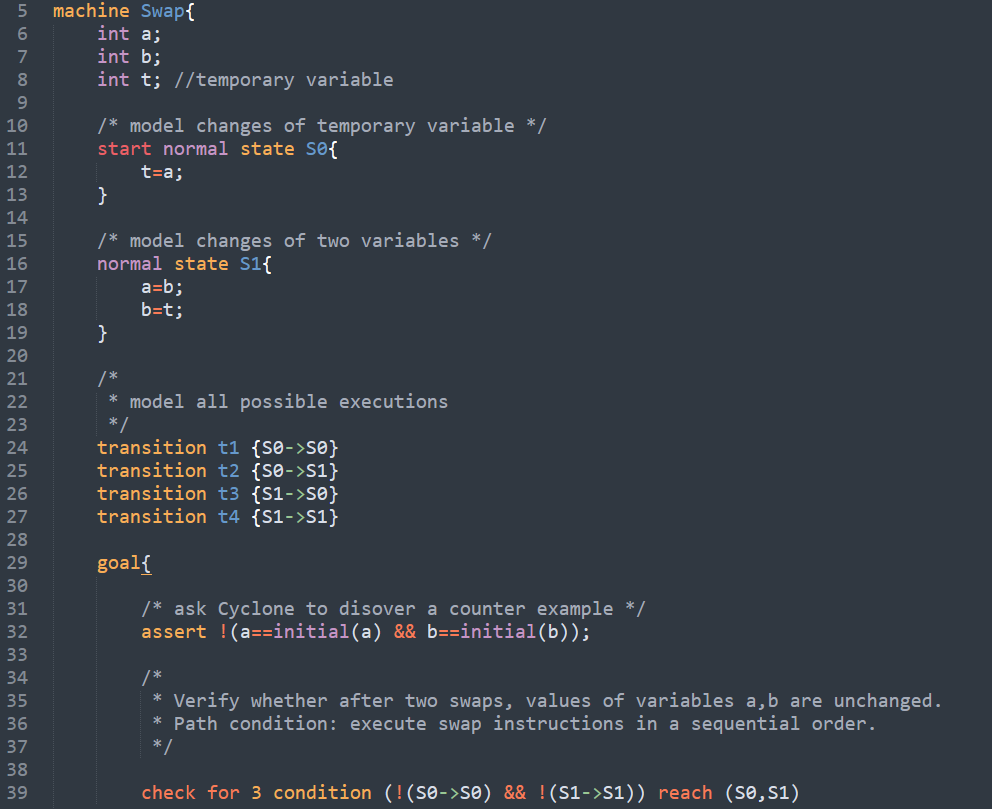 5 machine Swap{
6 int a;
7 int b;
8 int t; //temporary variable
9
10 /* model changes of temporary variable */
11 start normal state S0{
12 t=a;
13 }
14
15 /* model changes of two variables */
16 normal state S1{
17 a=b;
18 b=t;
19 }
20
21 /*
22 * model all possible executions
23 */
24 transition t1 {S0->S0}
25 transition t2 {S0->S1}
26 transition t3 {S1->S0}
27 transition t4 {S1->S1}
28
29 goal{
30
31 /* ask Cyclone to disover a counter example */
32 assert !(a==initial(a) && b==initial(b));
33
34 /*
35 * Verify whether after two swaps, values of variables a,b are unchanged.
36 * Path condition: execute swap instructions in a sequential order.
37 */
38
39 check for 3 condition (!(S0->S0) && !(S1->S1)) reach (S0,S1)